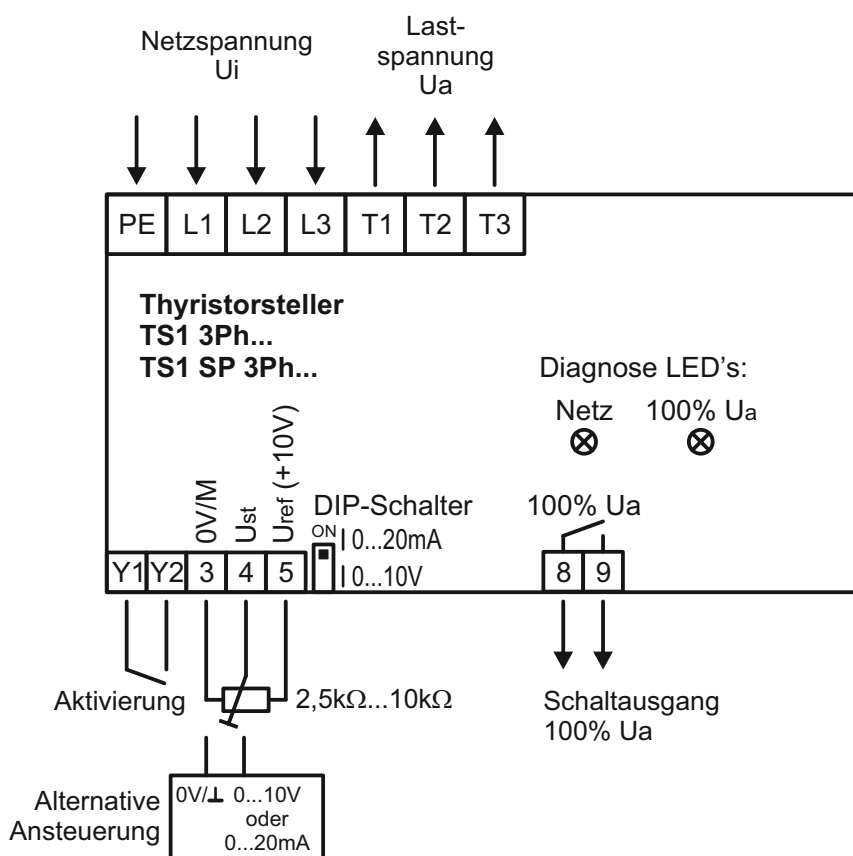 Netzspannung
Ui
Last-
spannung
Ua
PE L1 L2 L3 T1 T2 T3
Thyristorsteller
TS1 3Ph...
TS1 SP 3Ph...
Diagnose LED's:
Netz 100% Ua
0V/M
Ust
Uref (+10V)
DIP-Schalter
ON
0...20mA
0...10V
100% Ua
Y1 Y2 3 4 5
8 9
Aktivierung
2,5kΩ...10kΩ
Schaltausgang
100% Ua
Alternative
Ansteuerung
0V/⊥ 0...10V
oder
0...20mA